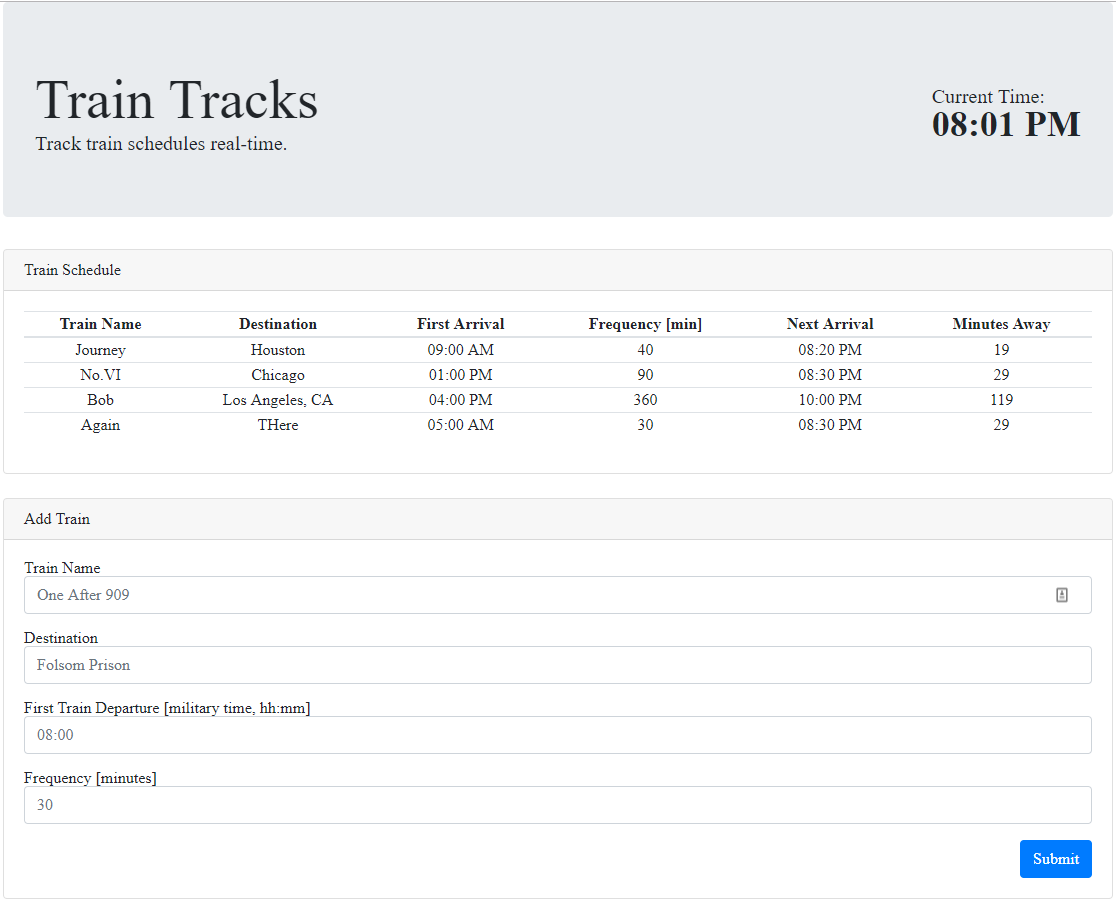 Train Tracks
Track train schedules real-time.
Current Time:
08:01 PM
Train Schedule
Train Name Destination First Arrival Frequency [min] Next Arrival Minutes Away
Journey Houston 09:00 AM 40 08:20 PM 19
No.VI Chicago 01:00 PM 90 08:30 PM 29
Bob Los Angeles, CA 04:00 PM 360 10:00 PM 119
Again THere 05:00 AM 30 08:30 PM 29
Add Train
Train Name
One After 909
Destination
Folsom Prison
First Train Departure [military time, hh:mm]
08:00
Frequency [minutes]
30
Submit